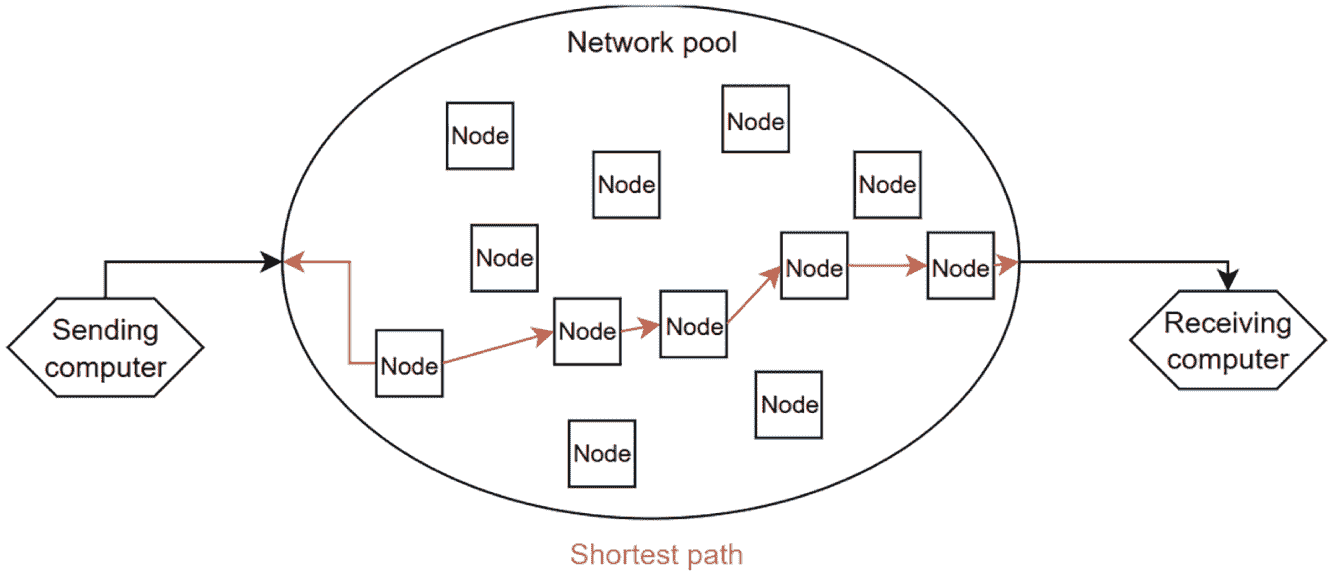 Network pool
Node
Node
Node
Node
Node
Node
Node
Node
Node
Node
Node
Node
Sending
computer
Receiving
computer
Shortest path